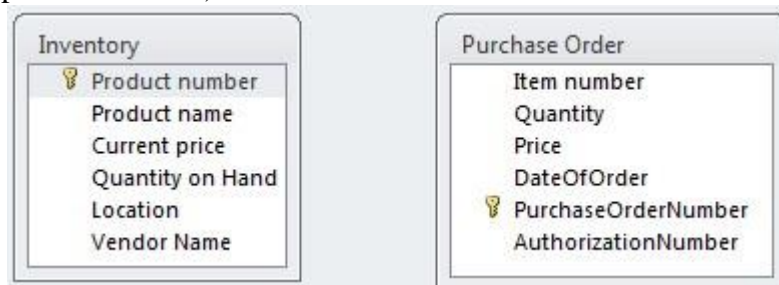 Inventory
Product number
Product name
Current price
Quantity on Hand
Location
Vendor Name
Purchase Order
Item number
Quantity
Price
DateOfOrder
PurchaseOrderNumber
AuthorizationNumber